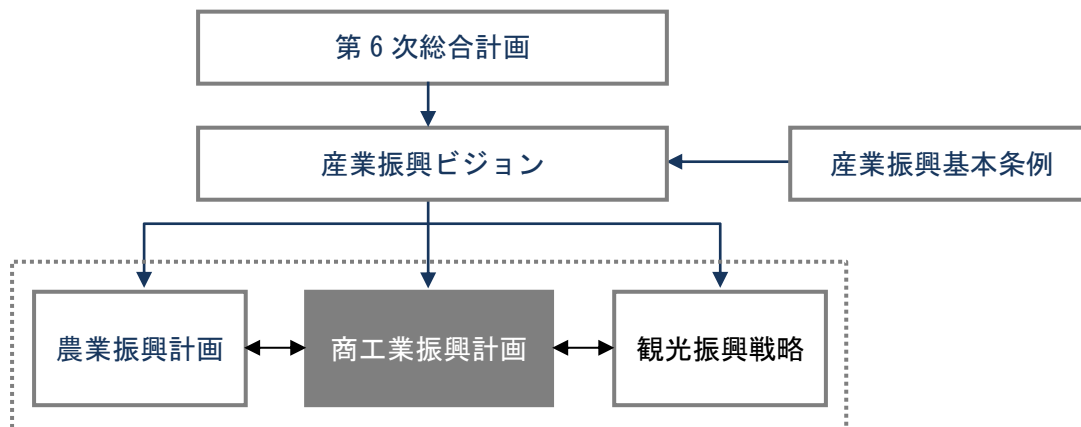 第6次総合計画
産業振興ビジョン
産業振興基本条例
農業振興計画
商工業振興計画
観光振興戦略